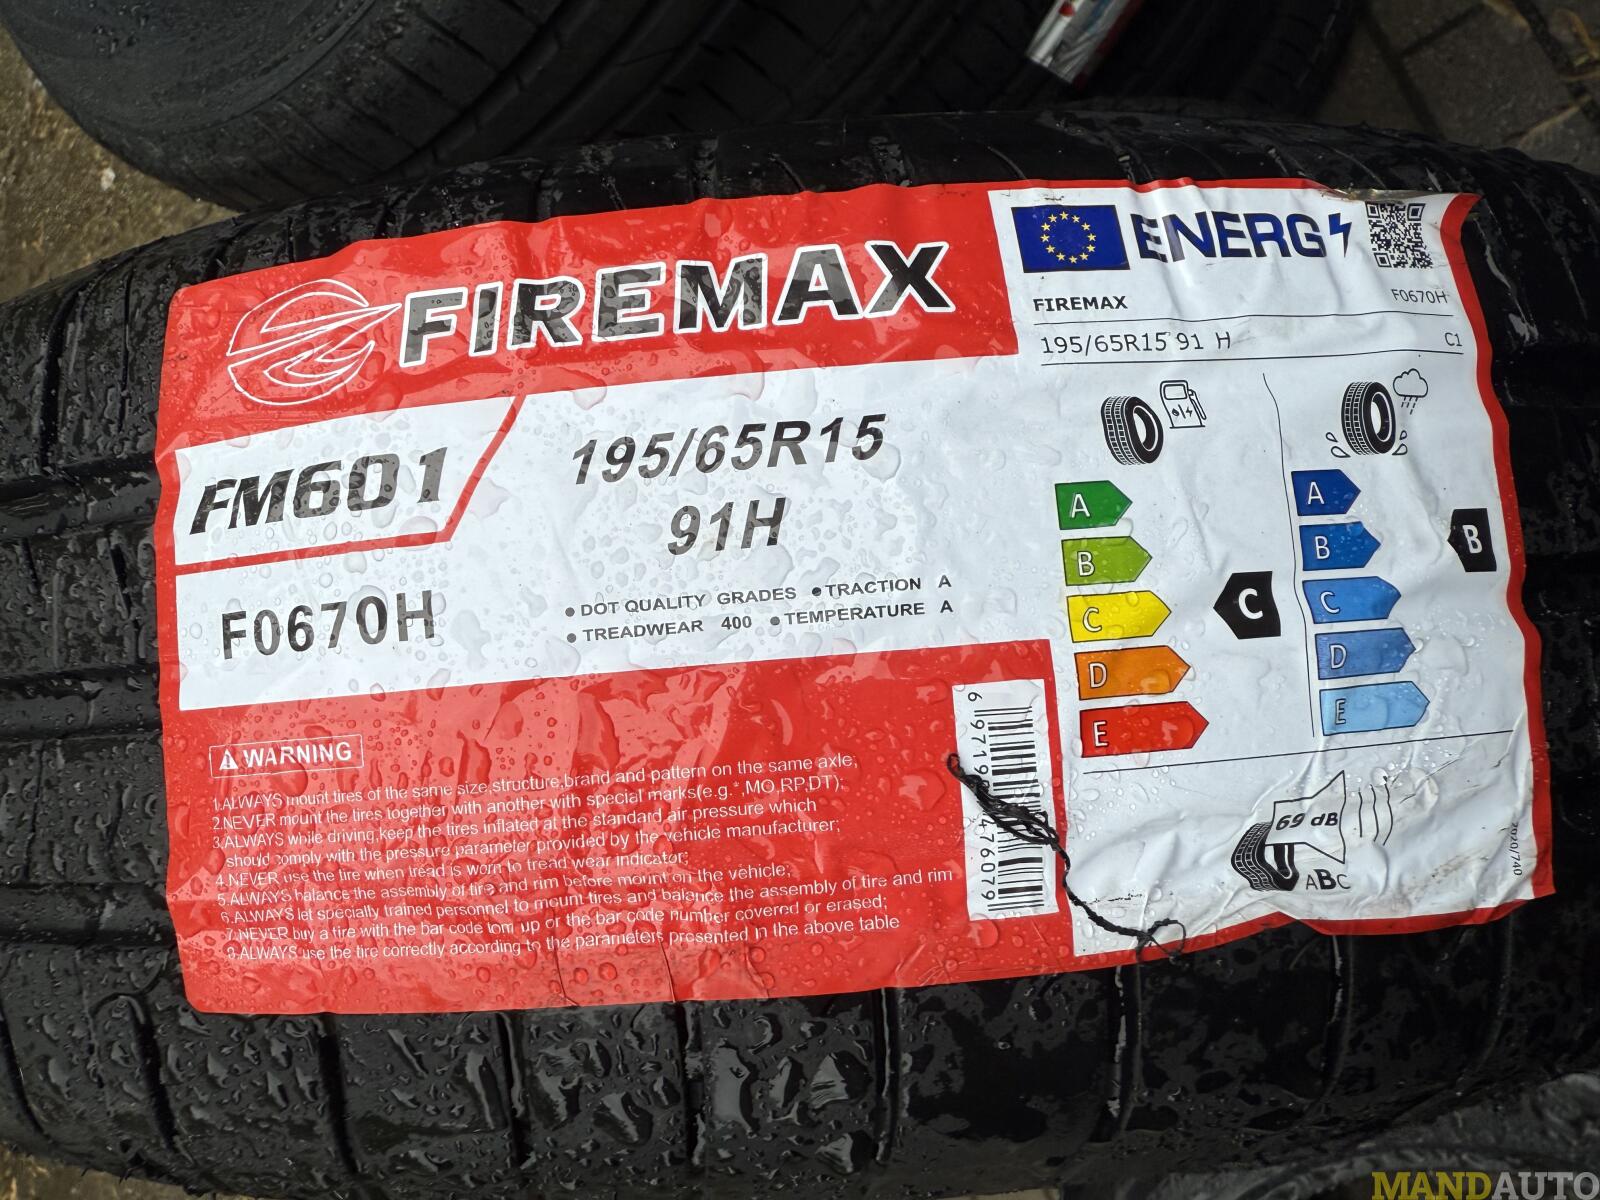 FIREMAX
FM601
195/65R15
91H
F0670H
• DOT QUALITY GRADES • TRACTION A
• TREADWEAR 400 • TEMPERATURE A
WARNING
1.ALWAYS mount tires of the same size,structure,brand and pattern on the same axle;
2.NEVER mount the tires together with another with special marks(e.g.*,MO,RP,DT);
3.ALWAYS while driving,keep the tires inflated at the standard air pressure which
should comply with the pressure parameter provided by the vehicle manufacturer;
4.NEVER use the tire when tread is worn to tread wear indicator;
5.ALWAYS balance the assembly of tire and rim before mount on the vehicle;
6.ALWAYS let specially trained personnel to mount tires and balance the assembly of tire and rim
7.NEVER buy a tire with the bar code torn up or the bar code number covered or erased;
8.ALWAYS use the tire correctly according to the parameters presented in the above table
476079
ENERG
FIREMAX F0670H
195/65R15 91 H C1
A
B
C
D
E
C
A
B
C
D
E
B
69 dB
ABC
2020/740
MANDAUTO